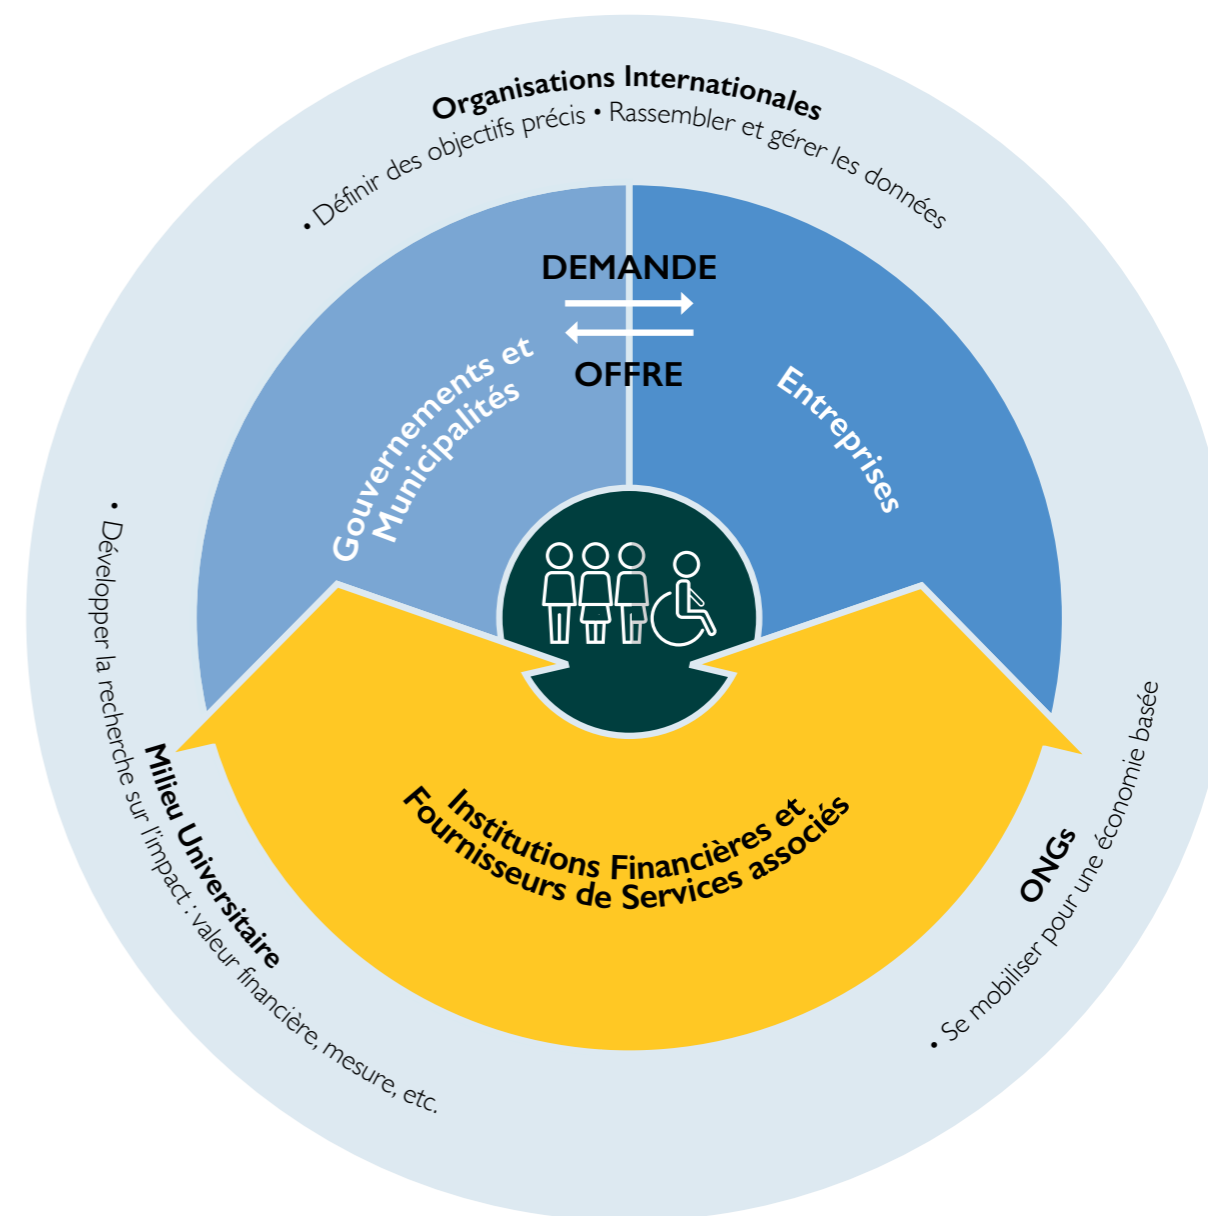 Organisations Internationales
• Définir des objectifs précis • Rassembler et gérer les données
DEMANDE
OFFRE
Gouvernements et
Municipalités
Entreprises
Institutions Financières et
Fournisseurs de Services associés
Milieu Universitaire
• Développer la recherche sur l'impact : valeur financière, mesure, etc.
ONGs
• Se mobiliser pour une économie basée